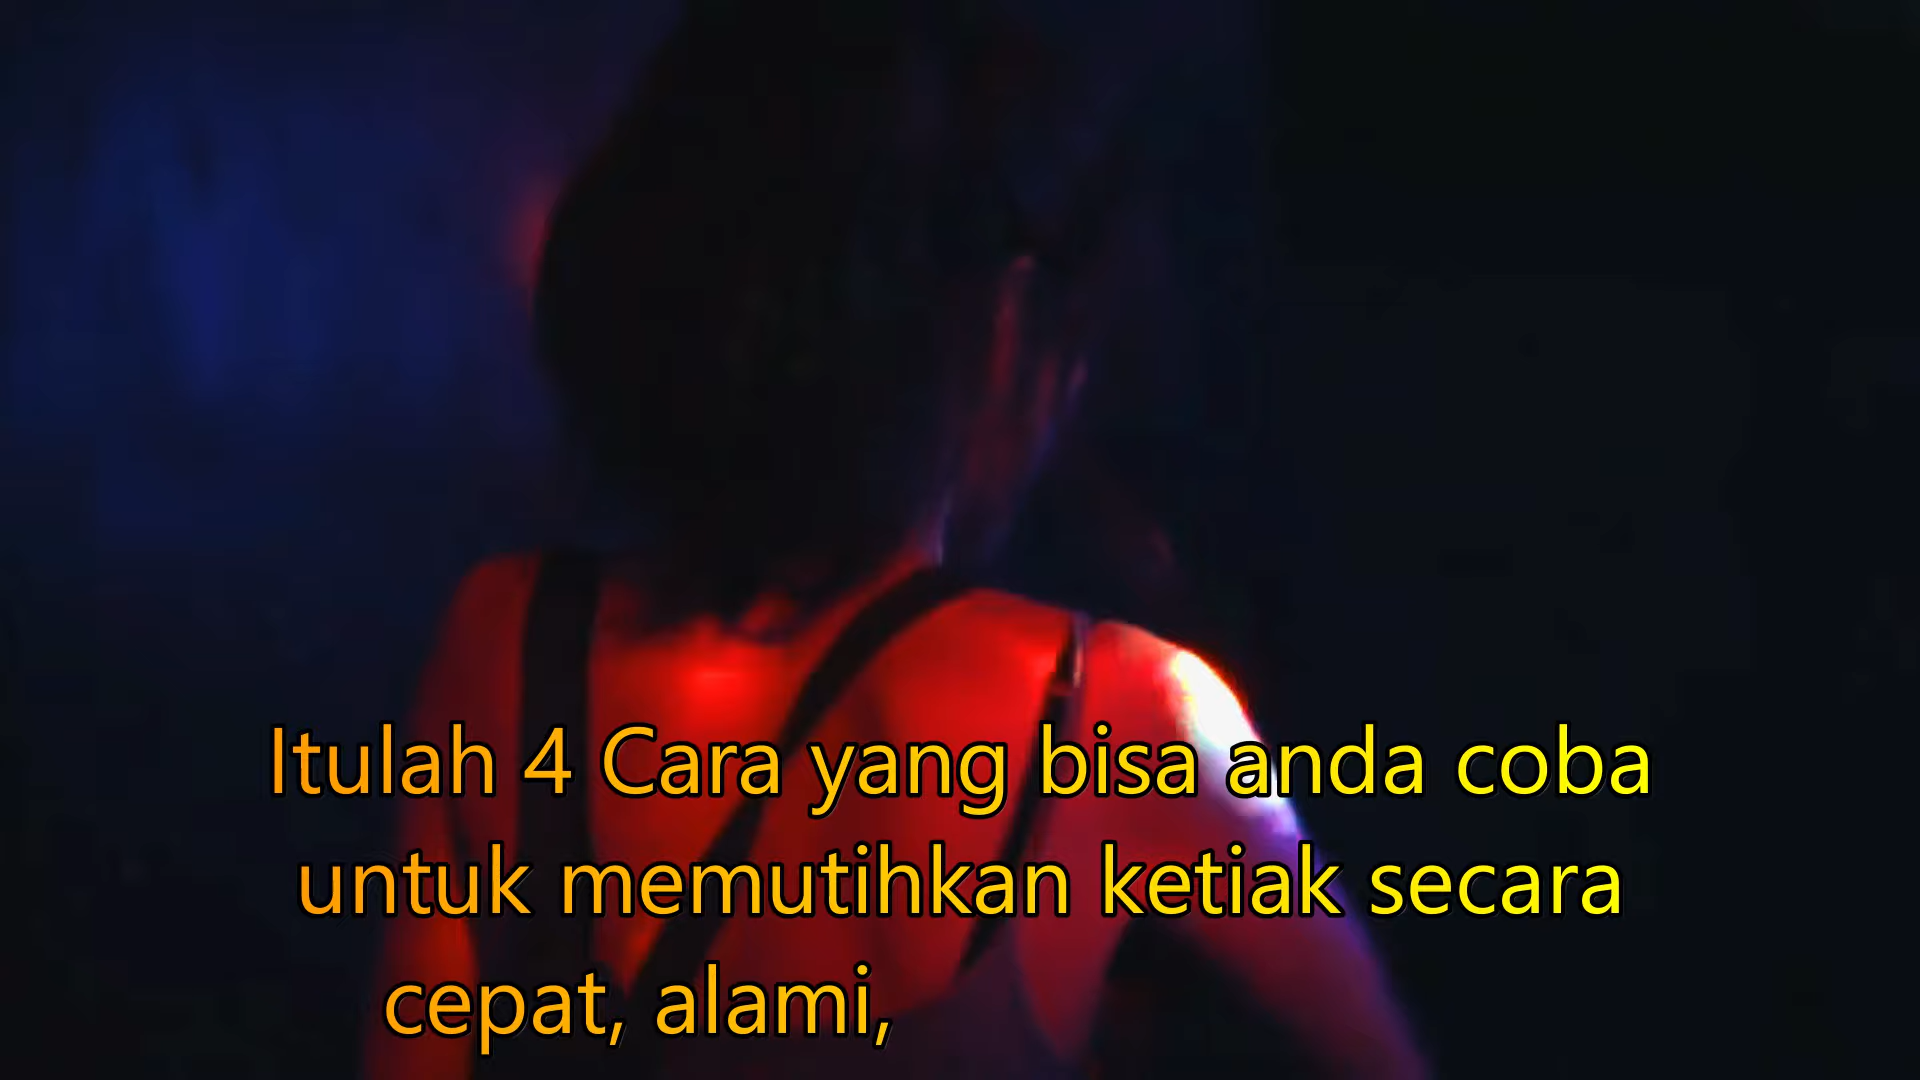 Itulah 4 Cara yang bisa anda coba
untuk memutihkan ketiak secara
cepat, alami,